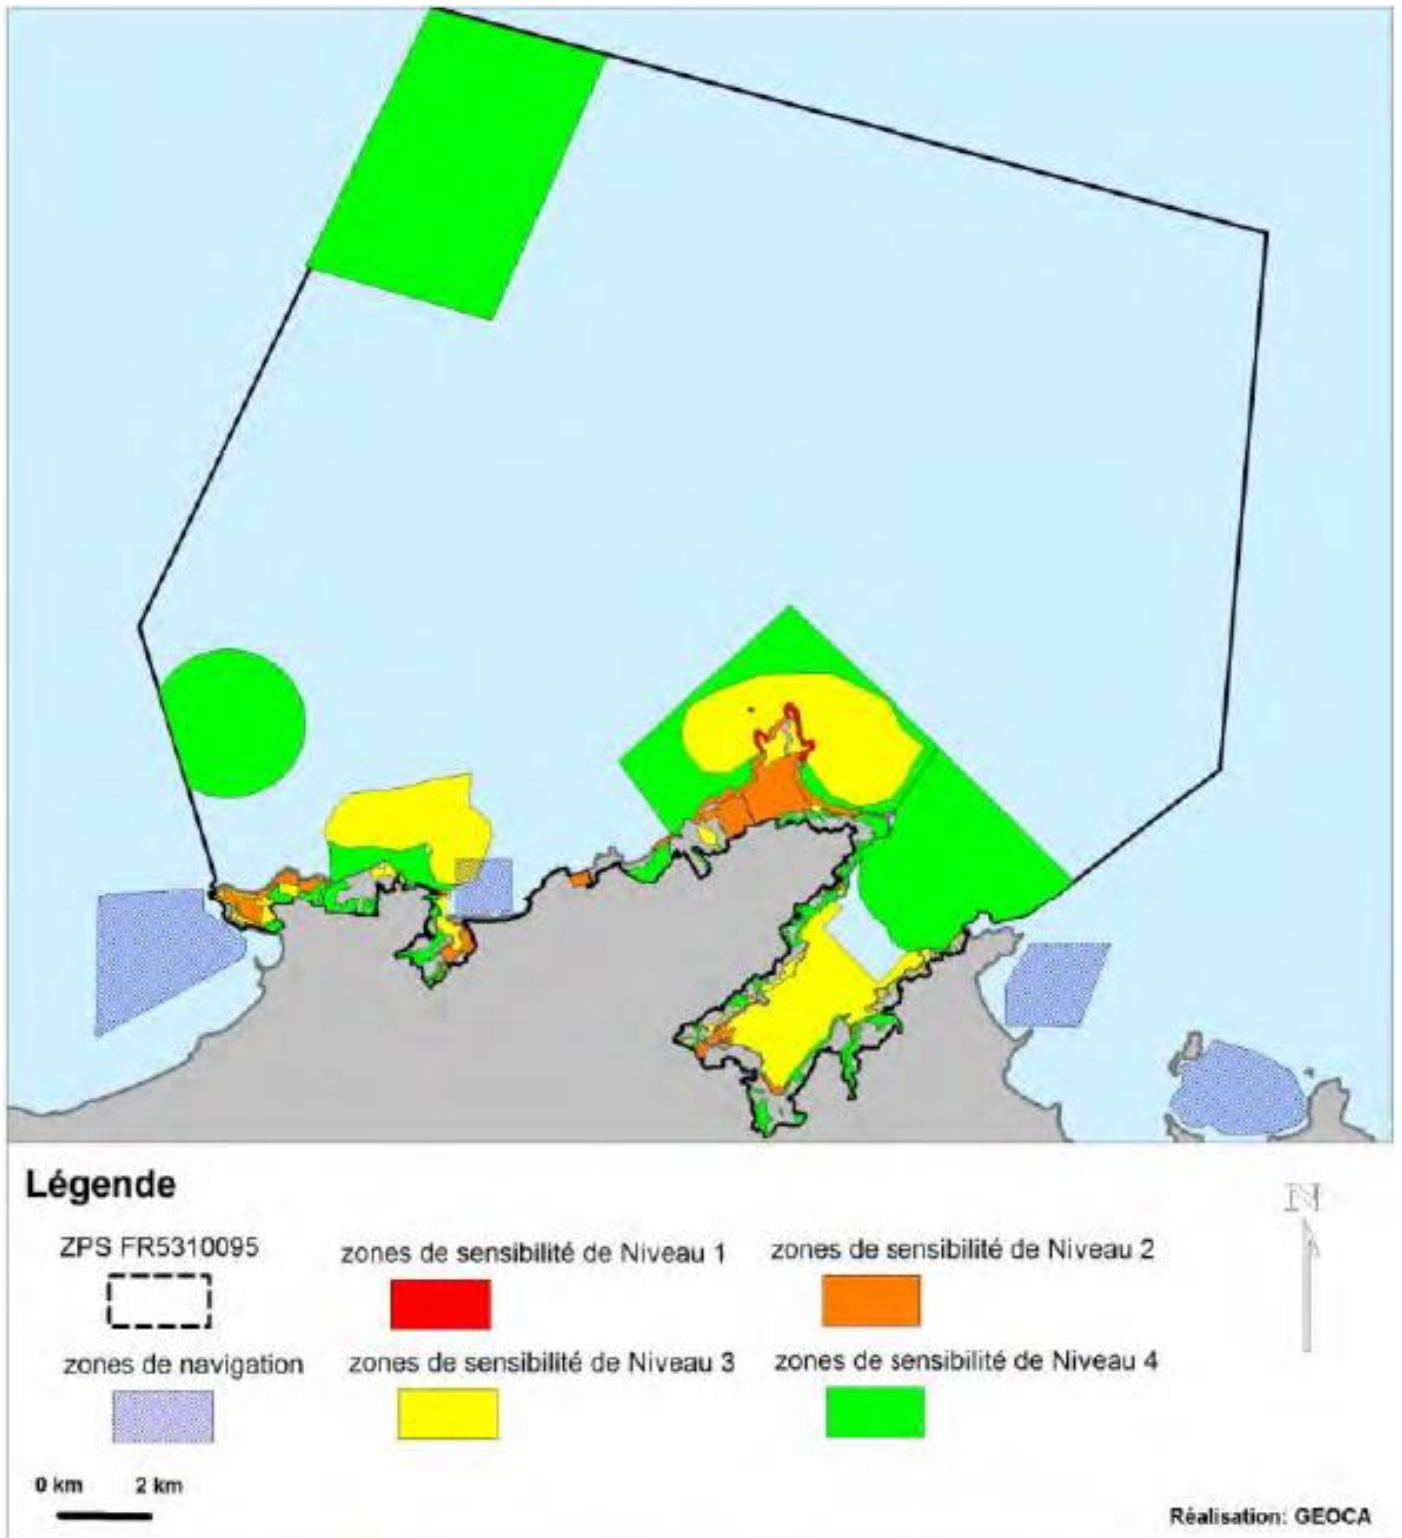 Légende
N
ZPS FR5310095
zones de sensibilité de Niveau 1
zones de sensibilité de Niveau 2
zones de navigation
zones de sensibilité de Niveau 3
zones de sensibilité de Niveau 4
0 km 2 km
Réalisation: GEOCA